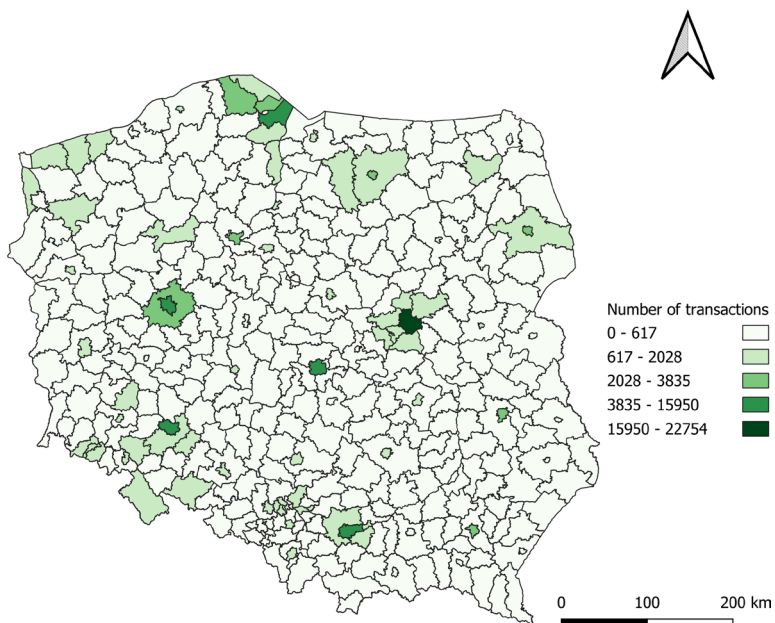 Number of transactions
0 - 617
617 - 2028
2028 - 3835
3835 - 15950
15950 - 22754
0 100 200 km